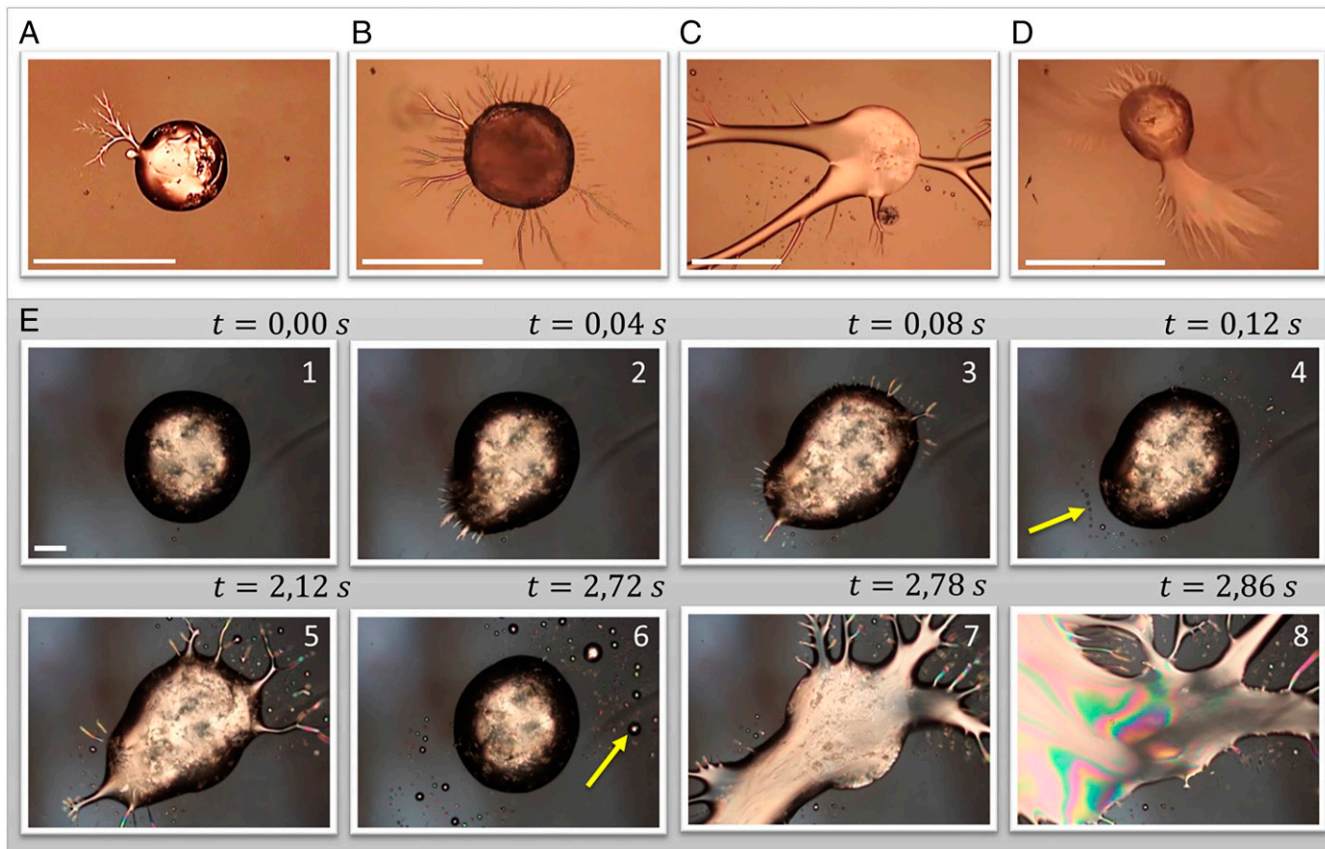 A B C D
E t = 0,00 s t = 0,04 s t = 0,08 s t = 0,12 s
1 2 3 4
t = 2,12 s t = 2,72 s t = 2,78 s t = 2,86 s
5 6 7 8